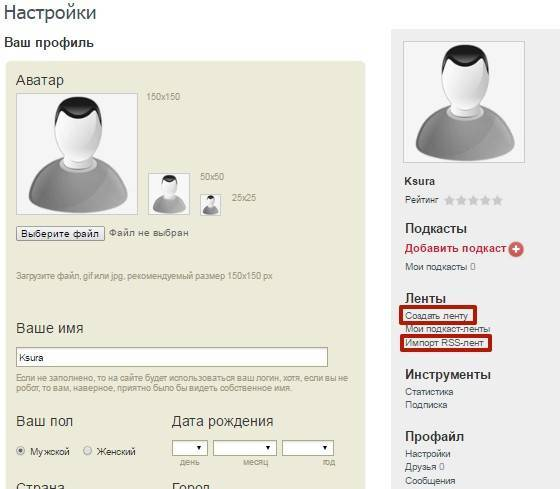 Настройки
Ваш профиль
Аватар
150x150
50x50
25x25
Выберите файл Файл не выбран
Загрузите файл, gif или jpg, рекомендуемый размер 150x150 px
Ваше имя
Ksura
Если не заполнено, то на сайте будет использоваться ваш логин, хотя, если вы не
робот, то вам, наверное, приятно было бы видеть собственное имя.
Ваш пол
Мужской Женский
Дата рождения
день месяц год
Страна Город
Ksura
Рейтинг
Подкасты
Добавить подкаст
Мои подкасты 0
Ленты
Создать ленту
Мои подкаст-ленты
Импорт RSS-лент
Инструменты
Статистика
Подписка
Профайл
Настройки
Друзья 0
Сообщения